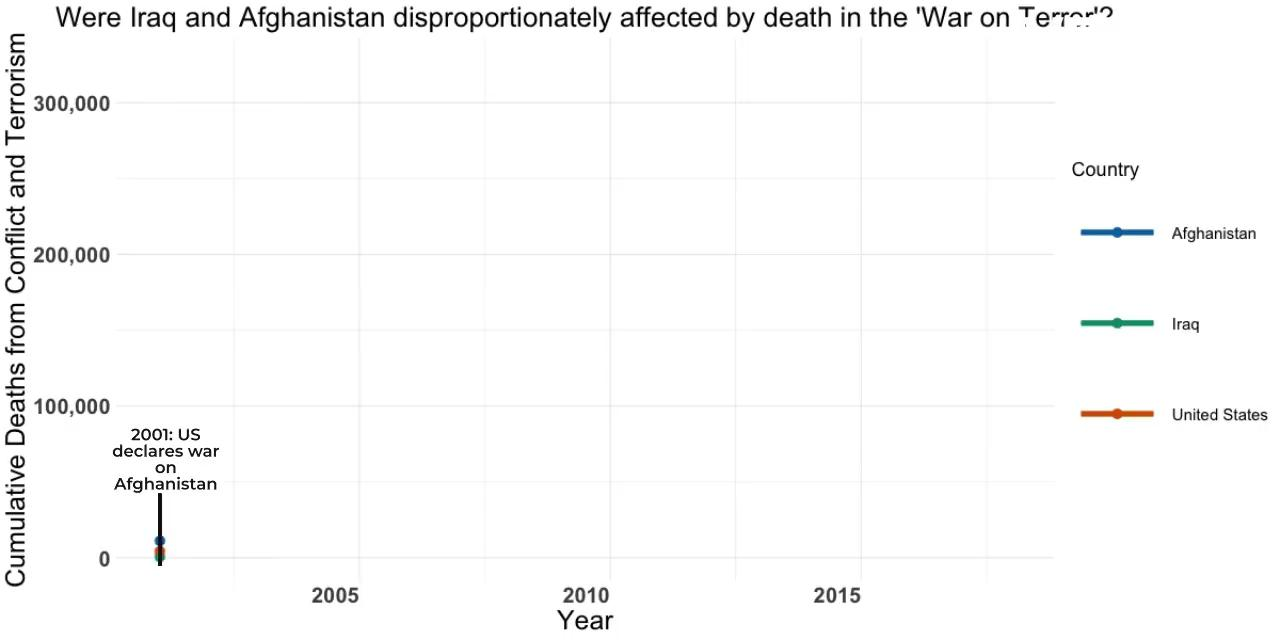 Were Iraq and Afghanistan disproportionately affected by death in the 'War on Terror'?
Cumulative Deaths from Conflict and Terrorism
300,000
200,000
100,000
0
2001: US
declares war
on
Afghanistan
2005
2010
2015
Year
Country
Afghanistan
Iraq
United States